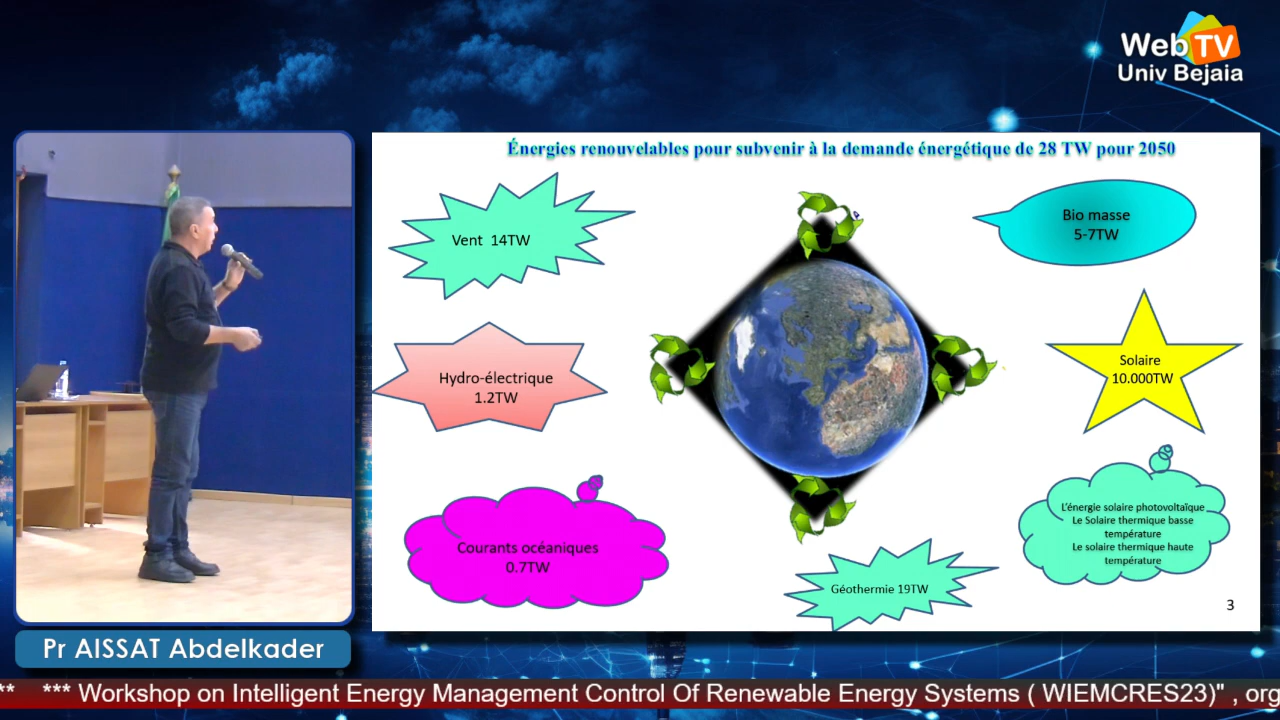 Web TV
Univ Bejaia
Énergies renouvelables pour subvenir à la demande énergétique de 28 TW pour 2050
Vent 14TW
Bio masse
5-7TW
Hydro-électrique
1.2TW
Solaire
10.000TW
Courants océaniques
0.7TW
L'énergie solaire photovoltaïque
Le Solaire thermique basse
température
Le solaire thermique haute
température
Géothermie 19TW
3
Pr AISSAT Abdelkader
** *** Workshop on Intelligent Energy Management Control Of Renewable Energy Systems ( WIEMCRES23)" , org